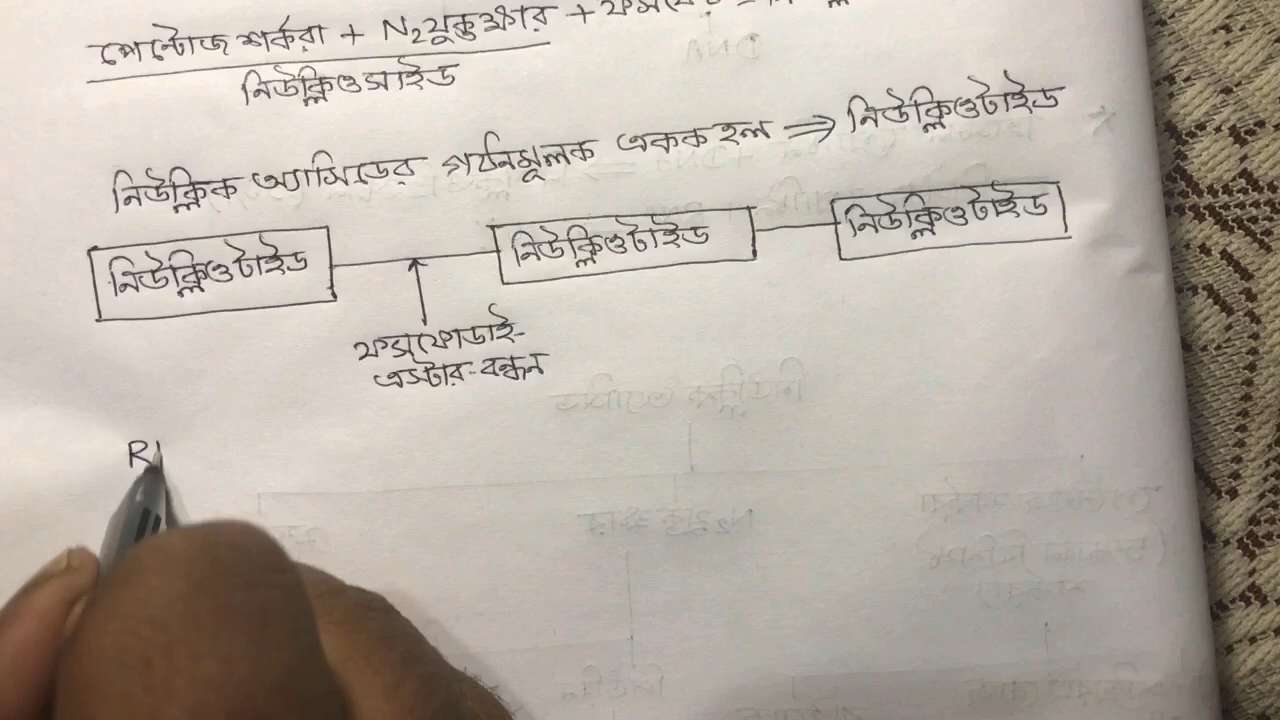 পেন্টোজ শর্করা + N₂যুক্ত ক্ষার +
নিউক্লিওসাইড
নিউক্লিক অ্যাসিডের গঠনমূলক একক হল ⇒ নিউক্লিওটাইড
নিউক্লিওটাইড নিউক্লিওটাইড নিউক্লিওটাইড
ফসফোডাই-
এস্টার-বন্ধন